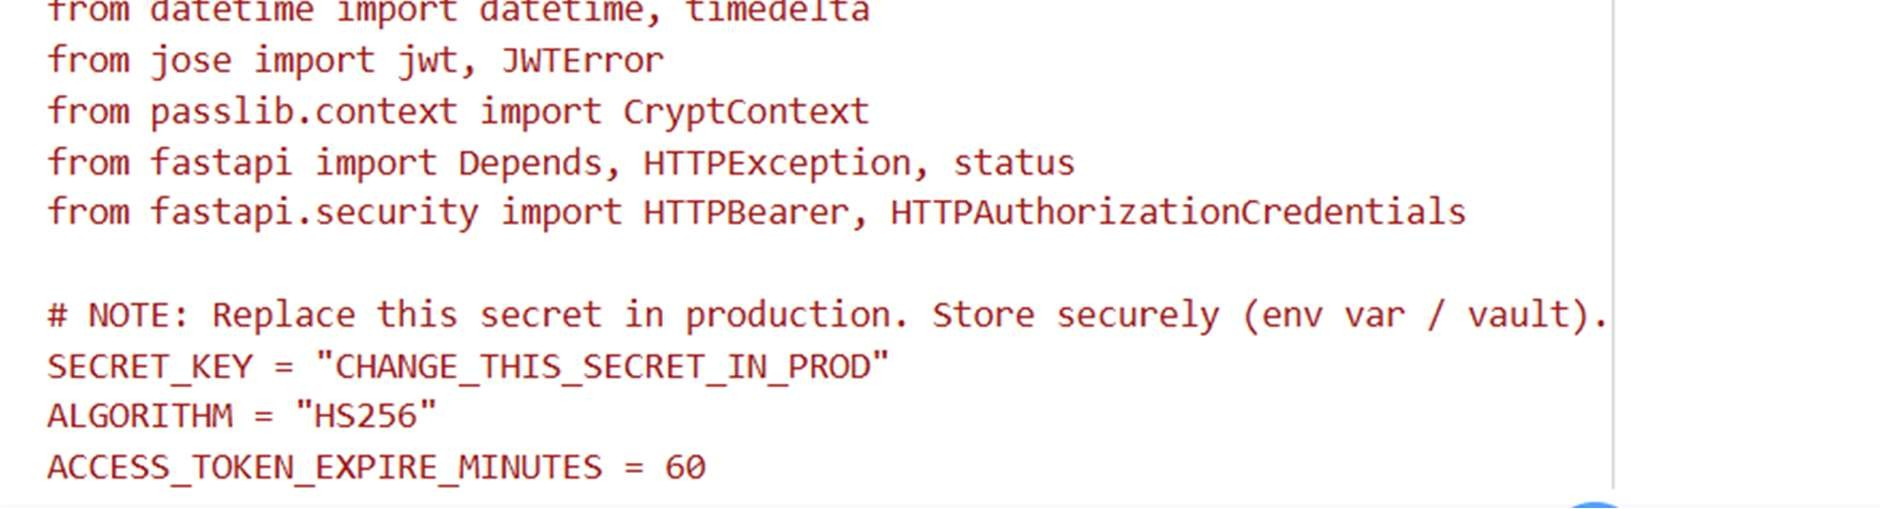 from datetime import datetime, timedelta
from jose import jwt, JWTError
from passlib.context import CryptContext
from fastapi import Depends, HTTPException, status
from fastapi.security import HTTPBearer, HTTPAuthorizationCredentials
# NOTE: Replace this secret in production. Store securely (env var / vault).
SECRET_KEY = "CHANGE_THIS_SECRET_IN_PROD"
ALGORITHM = "HS256"
ACCESS_TOKEN_EXPIRE_MINUTES = 60